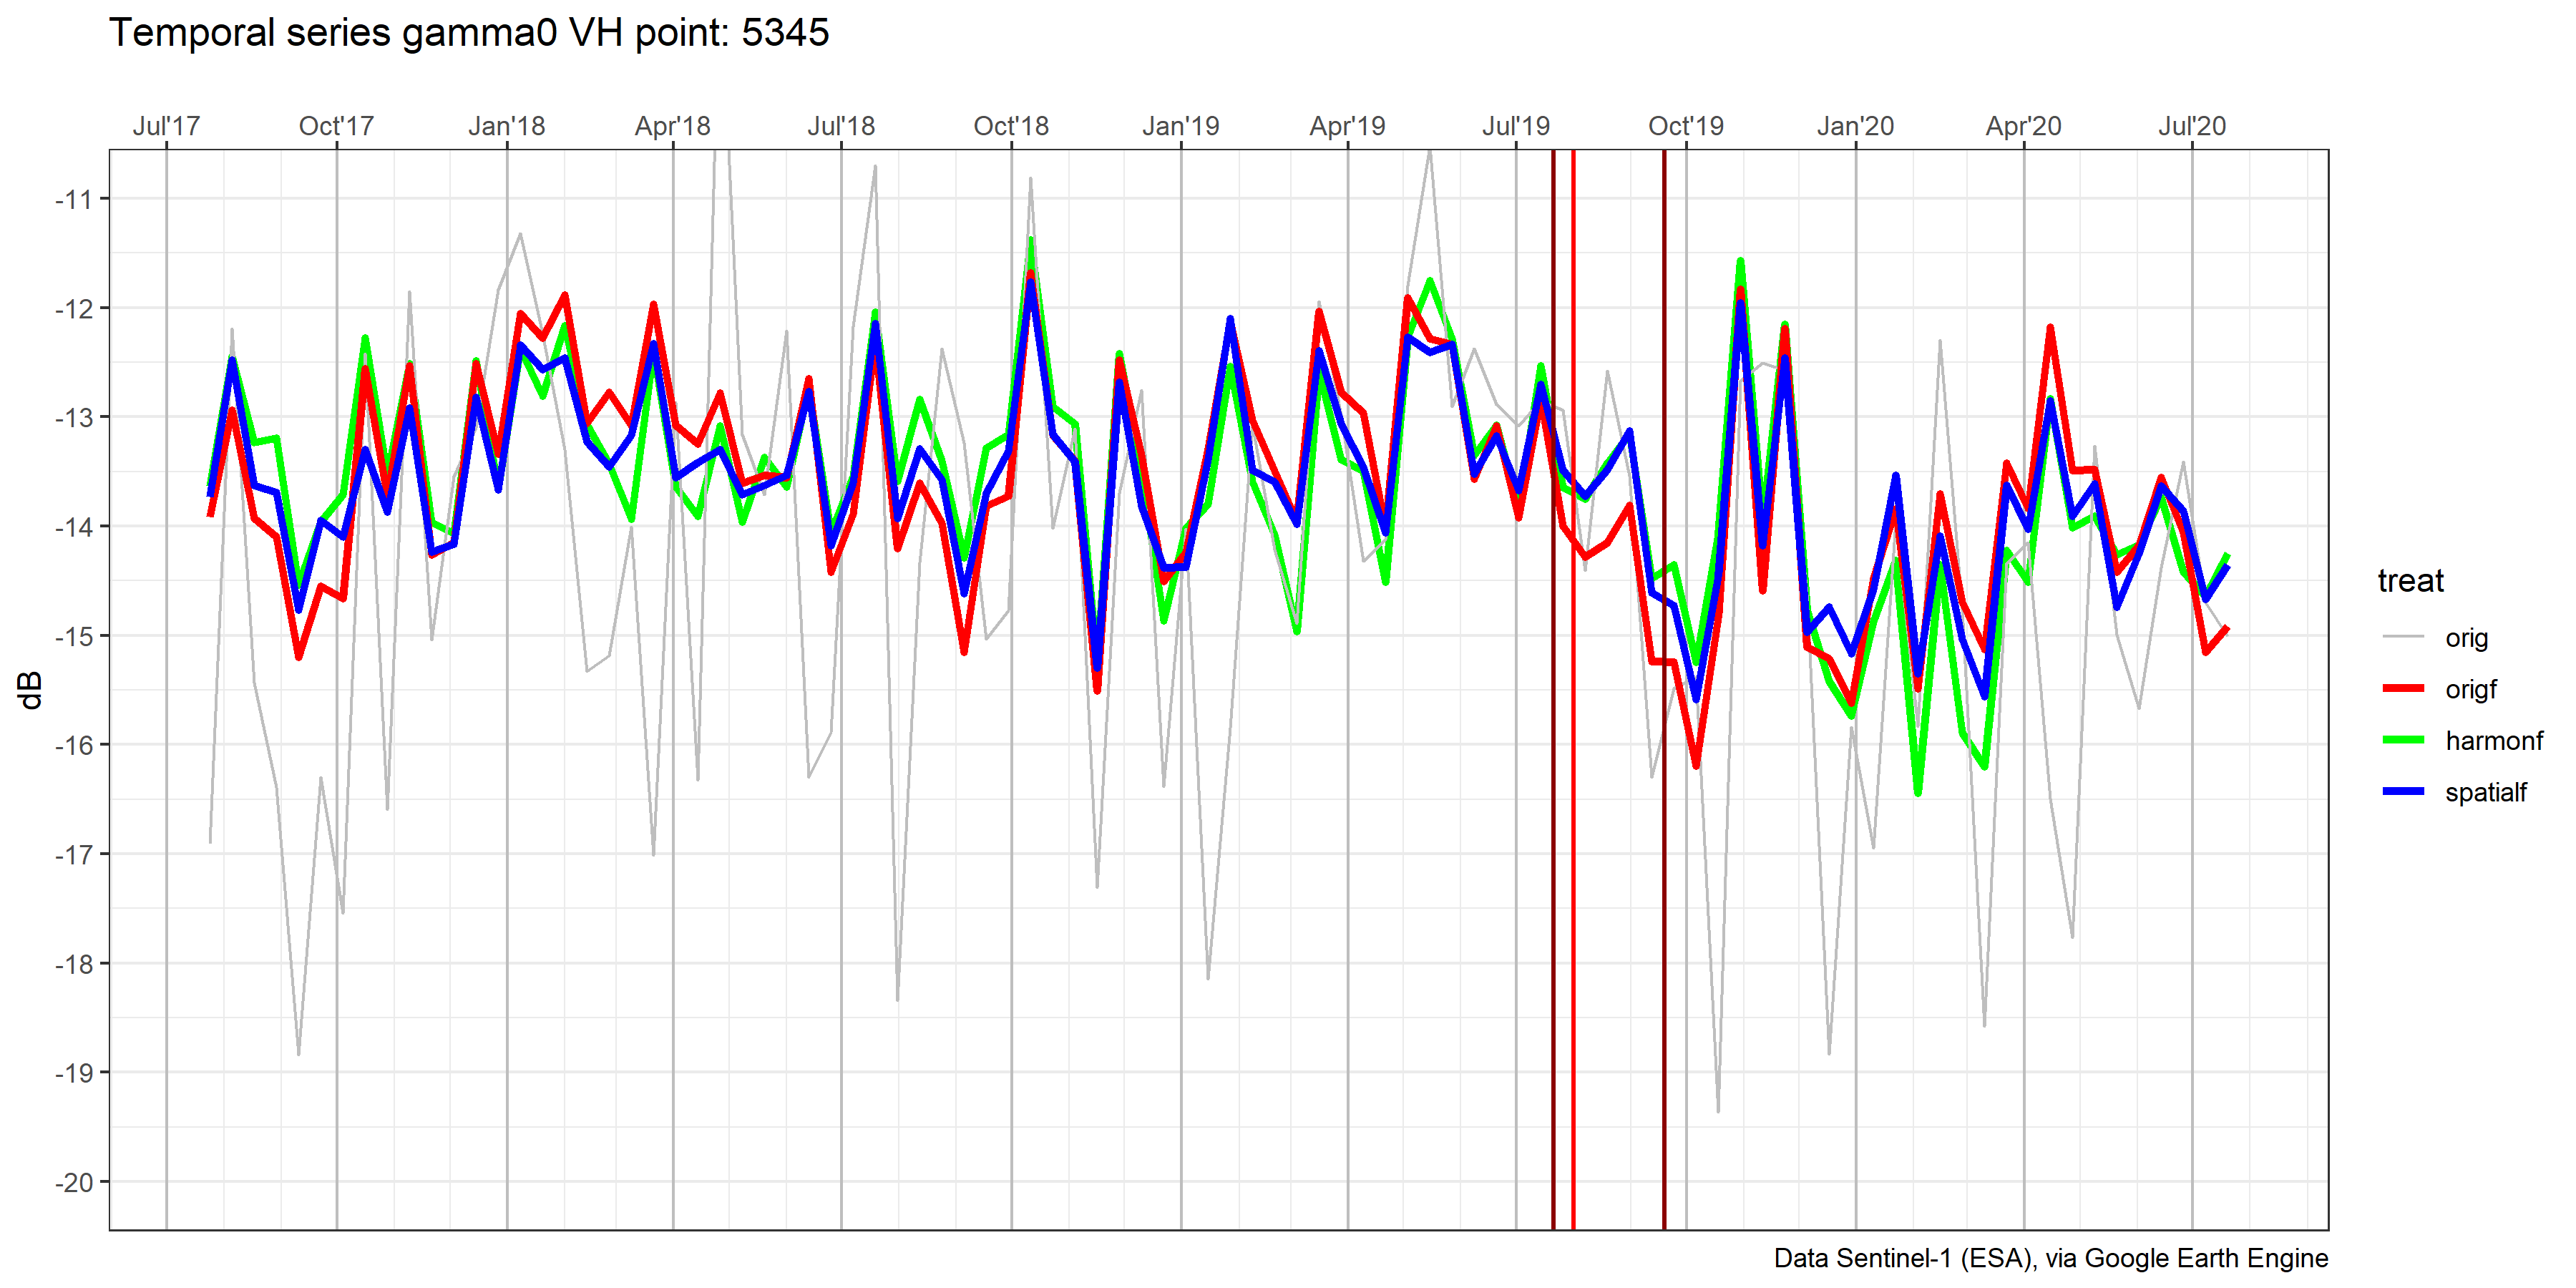 Temporal series gamma0 VH point: 5345
Jul'17 Oct'17 Jan'18 Apr'18 Jul'18 Oct'18 Jan'19 Apr'19 Jul'19 Oct'19 Jan'20 Apr'20 Jul'20
-11
-12
-13
-14
-15
-16
-17
-18
-19
-20
dB
treat
orig
origf
harmonf
spatialf
Data Sentinel-1 (ESA), via Google Earth Engine